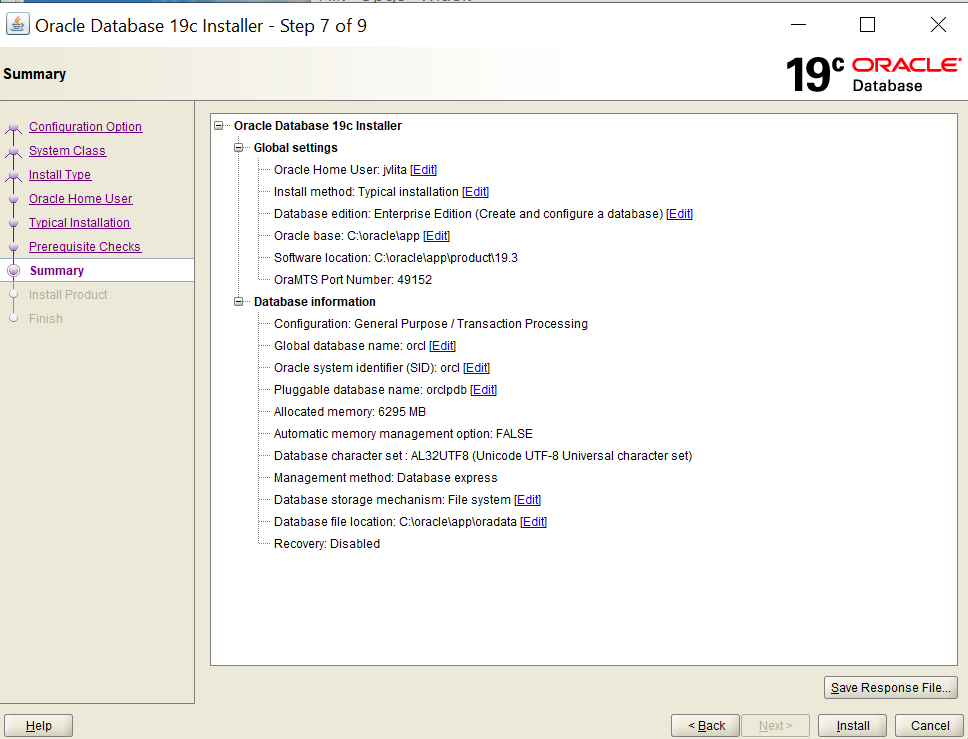 Oracle Database 19c Installer - Step 7 of 9
Summary
19c ORACLE
Database
Configuration Option
System Class
Install Type
Oracle Home User
Typical Installation
Prerequisite Checks
Summary
Install Product
Finish
Oracle Database 19c Installer
Global settings
Oracle Home User: jvlita [Edit]
Install method: Typical installation [Edit]
Database edition: Enterprise Edition (Create and configure a database) [Edit]
Oracle base: C:\oracle\app [Edit]
Software location: C:\oracle\app\product\19.3
OraMTS Port Number: 49152
Database information
Configuration: General Purpose / Transaction Processing
Global database name: orcl [Edit]
Oracle system identifier (SID): orcl [Edit]
Pluggable database name: orclpdb [Edit]
Allocated memory: 6295 MB
Automatic memory management option: FALSE
Database character set : AL32UTF8 (Unicode UTF-8 Universal character set)
Management method: Database express
Database storage mechanism: File system [Edit]
Database file location: C:\oracle\app\oradata [Edit]
Recovery: Disabled
Save Response File...
Help
< Back
Next >
Install
Cancel